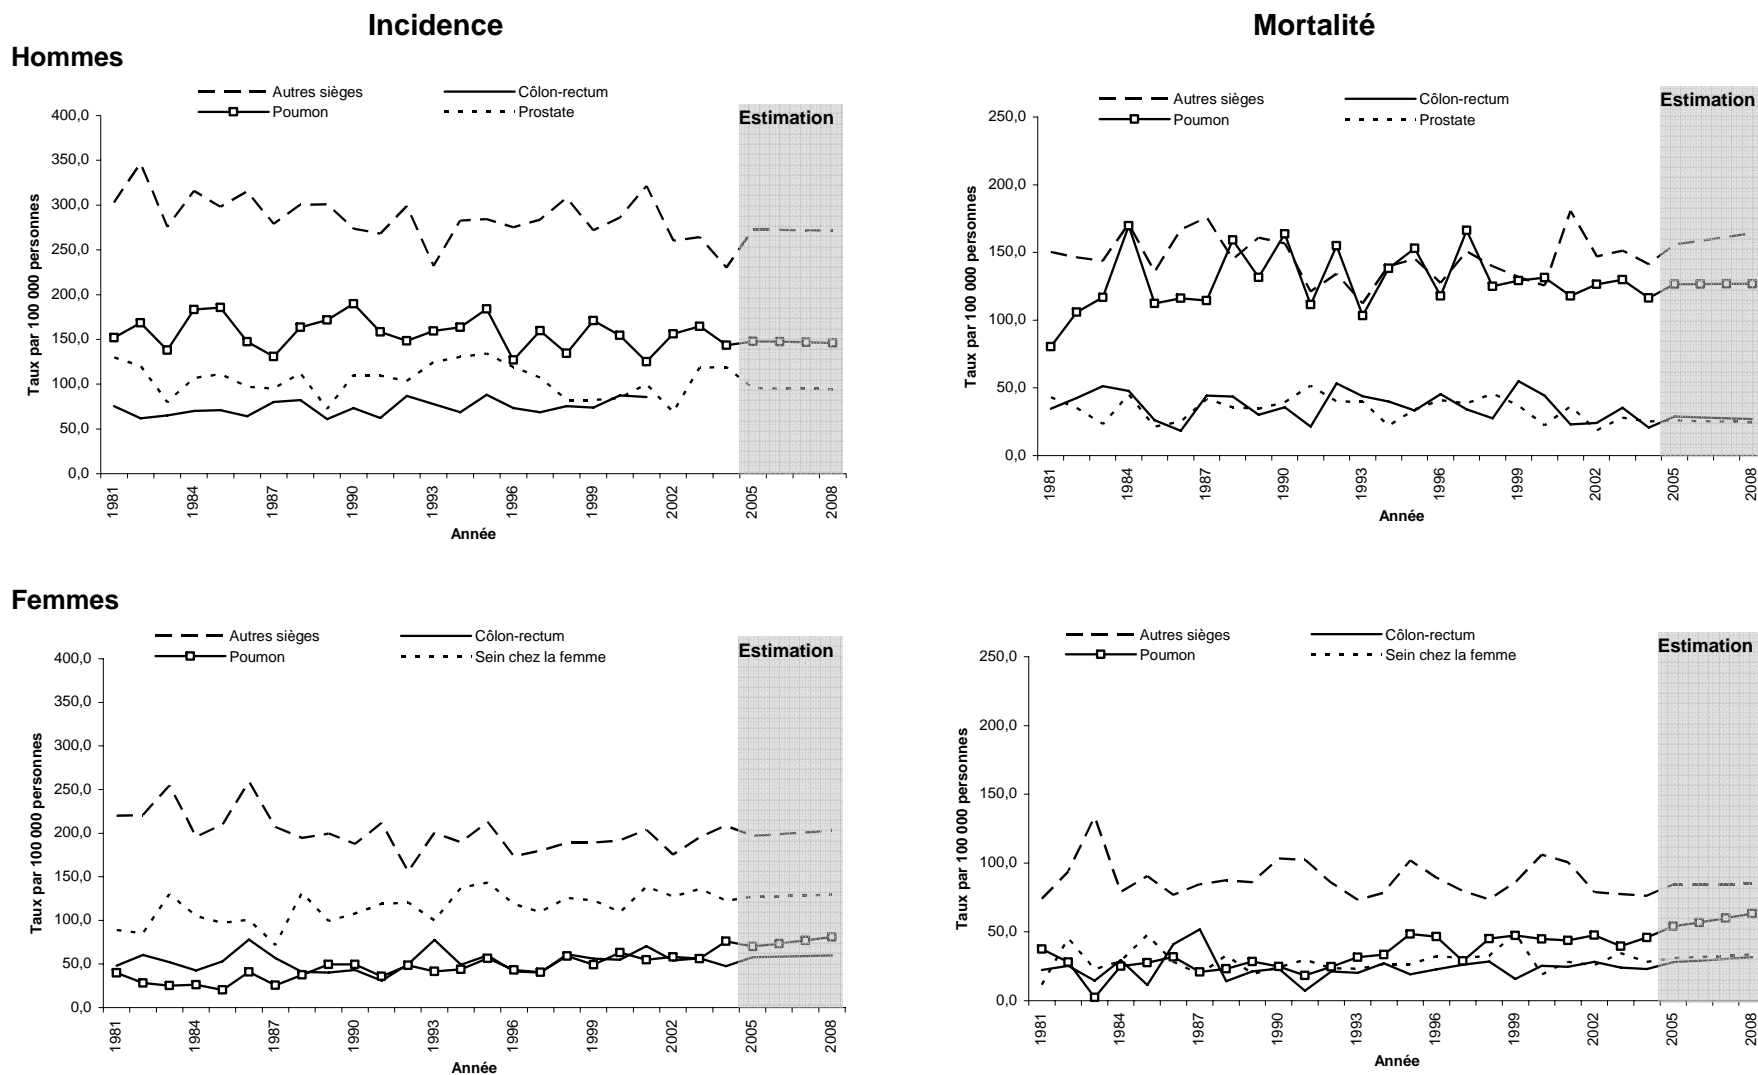 Incidence
Mortalité
Hommes
Autres sièges
Côlon-rectum
Poumon
Prostate
Estimation
400,0
350,0
300,0
250,0
200,0
150,0
100,0
50,0
0,0
Taux par 100 000 personnes
1981
1984
1987
1990
1993
1996
1999
2002
2005
2008
Année
Autres sièges
Côlon-rectum
Poumon
Prostate
Estimation
250,0
200,0
150,0
100,0
50,0
0,0
Taux par 100 000 personnes
1981
1984
1987
1990
1993
1996
1999
2002
2005
2008
Année
Femmes
Autres sièges
Côlon-rectum
Poumon
Sein chez la femme
Estimation
400,0
350,0
300,0
250,0
200,0
150,0
100,0
50,0
0,0
Taux par 100 000 personnes
1981
1984
1987
1990
1993
1996
1999
2002
2005
2008
Année
Autres sièges
Côlon-rectum
Poumon
Sein chez la femme
Estimation
250,0
200,0
150,0
100,0
50,0
0,0
Taux par 100 000 personnes
1981
1984
1987
1990
1993
1996
1999
2002
2005
2008
Année